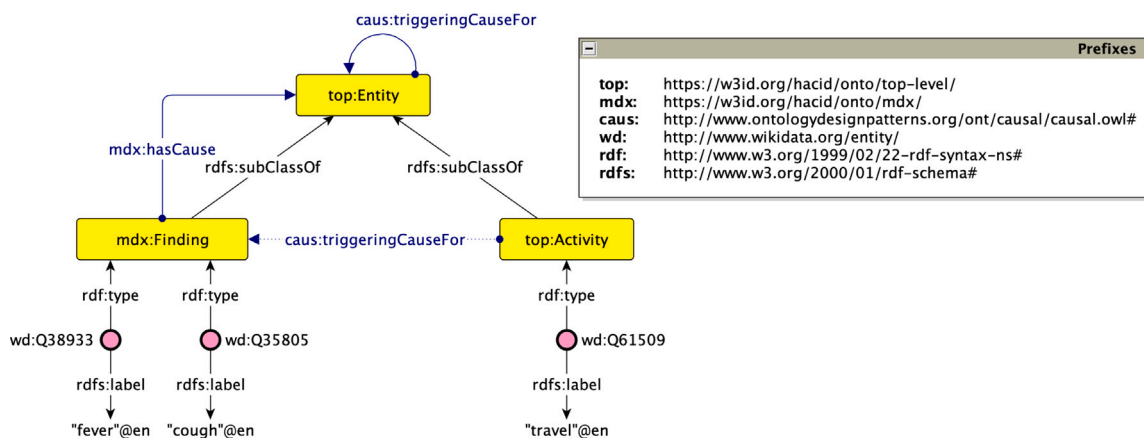 caus:triggeringCauseFor
Prefixes
top: https://w3id.org/hacid/onto/top-level/
mdx: https://w3id.org/hacid/onto/mdx/
caus: http://www.ontologydesignpatterns.org/ont/causal/causal.owl#
wd: http://www.wikidata.org/entity/
rdf: http://www.w3.org/1999/02/22-rdf-syntax-ns#
rdfs: http://www.w3.org/2000/01/rdf-schema#
top:Entity
mdx:hasCause
rdfs:subClassOf
rdfs:subClassOf
mdx:Finding
caus:triggeringCauseFor
top:Activity
rdf:type
rdf:type
rdf:type
wd:Q38933
wd:Q35805
wd:Q61509
rdfs:label
rdfs:label
rdfs:label
"fever"@en
"cough"@en
"travel"@en